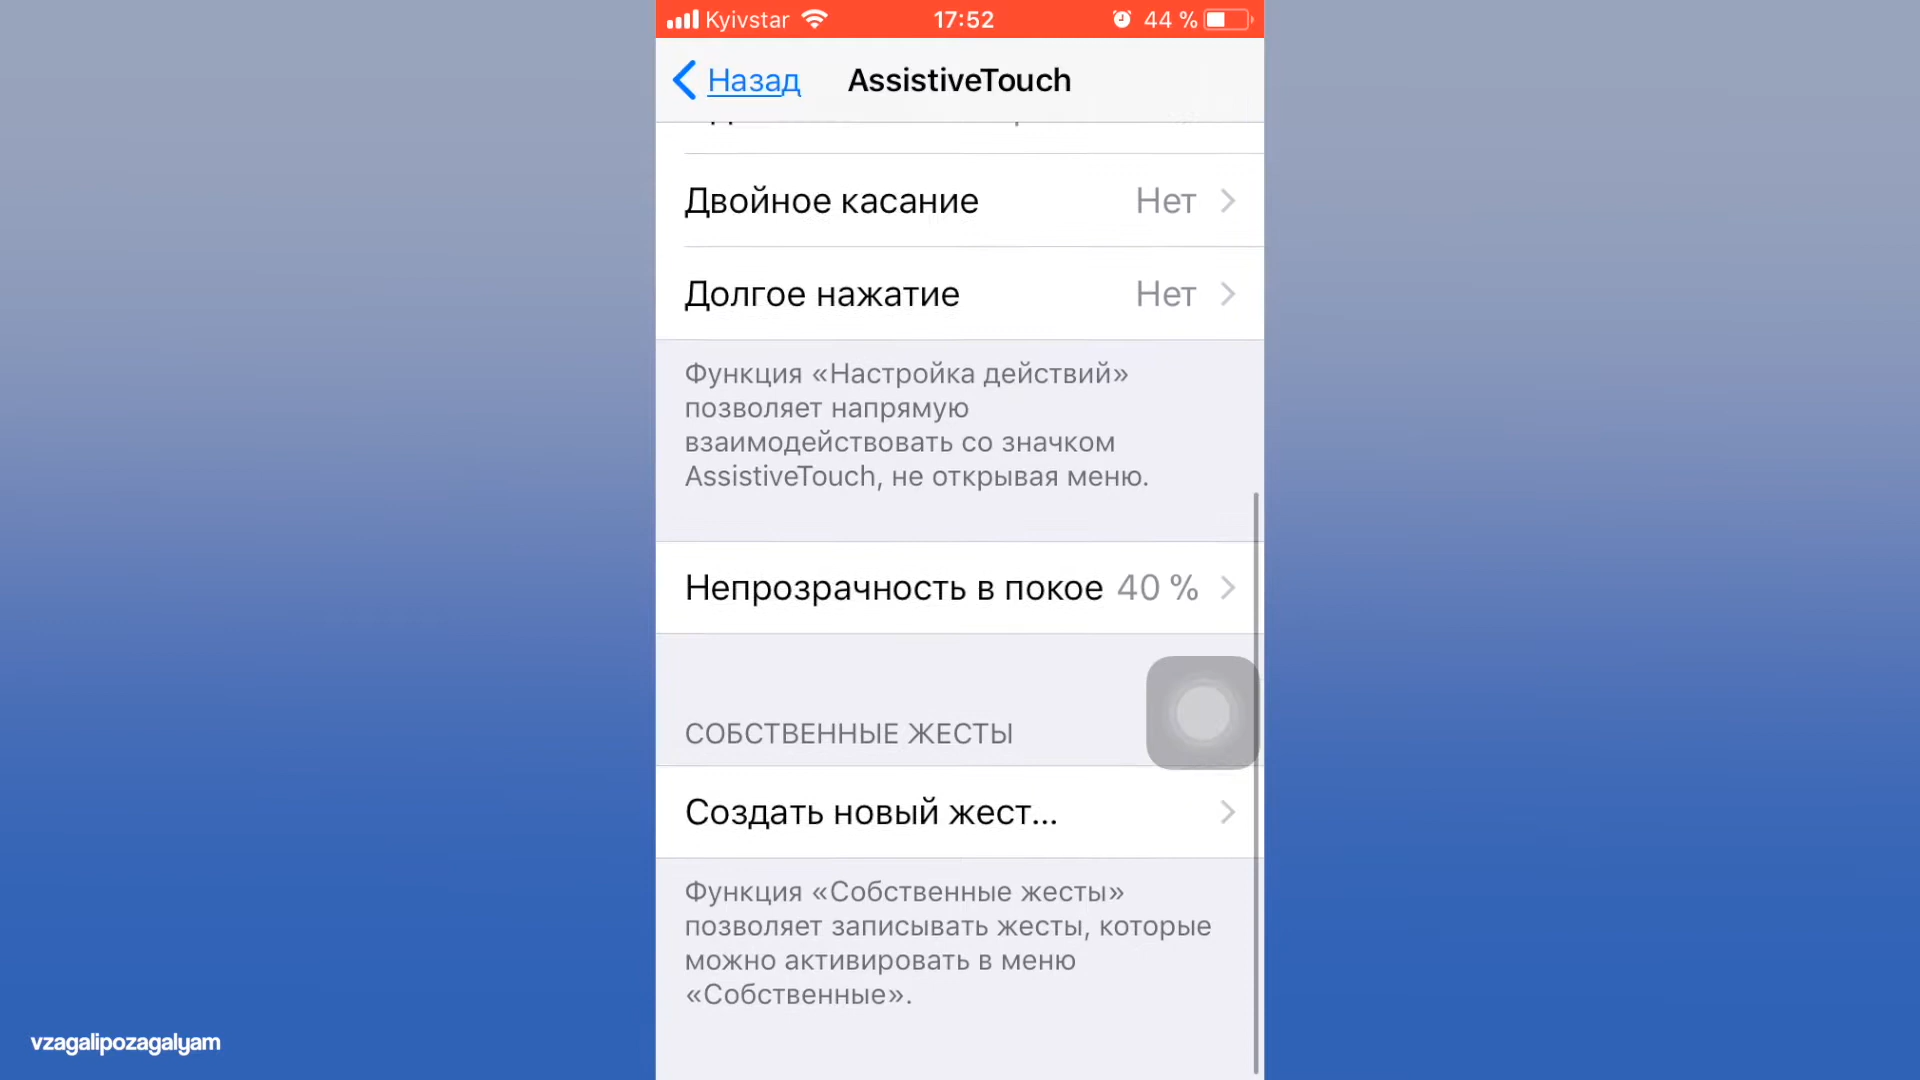 Kyivstar 17:52 44 %
Назад AssistiveTouch
Двойное касание Нет
Долгое нажатие Нет
Функция «Настройка действий»
позволяет напрямую
взаимодействовать со значком
AssistiveTouch, не открывая меню.
Непрозрачность в покое 40 %
СОБСТВЕННЫЕ ЖЕСТЫ
Создать новый жест...
Функция «Собственные жесты»
позволяет записывать жесты, которые
можно активировать в меню
«Собственные».
vzagalipozagalyam